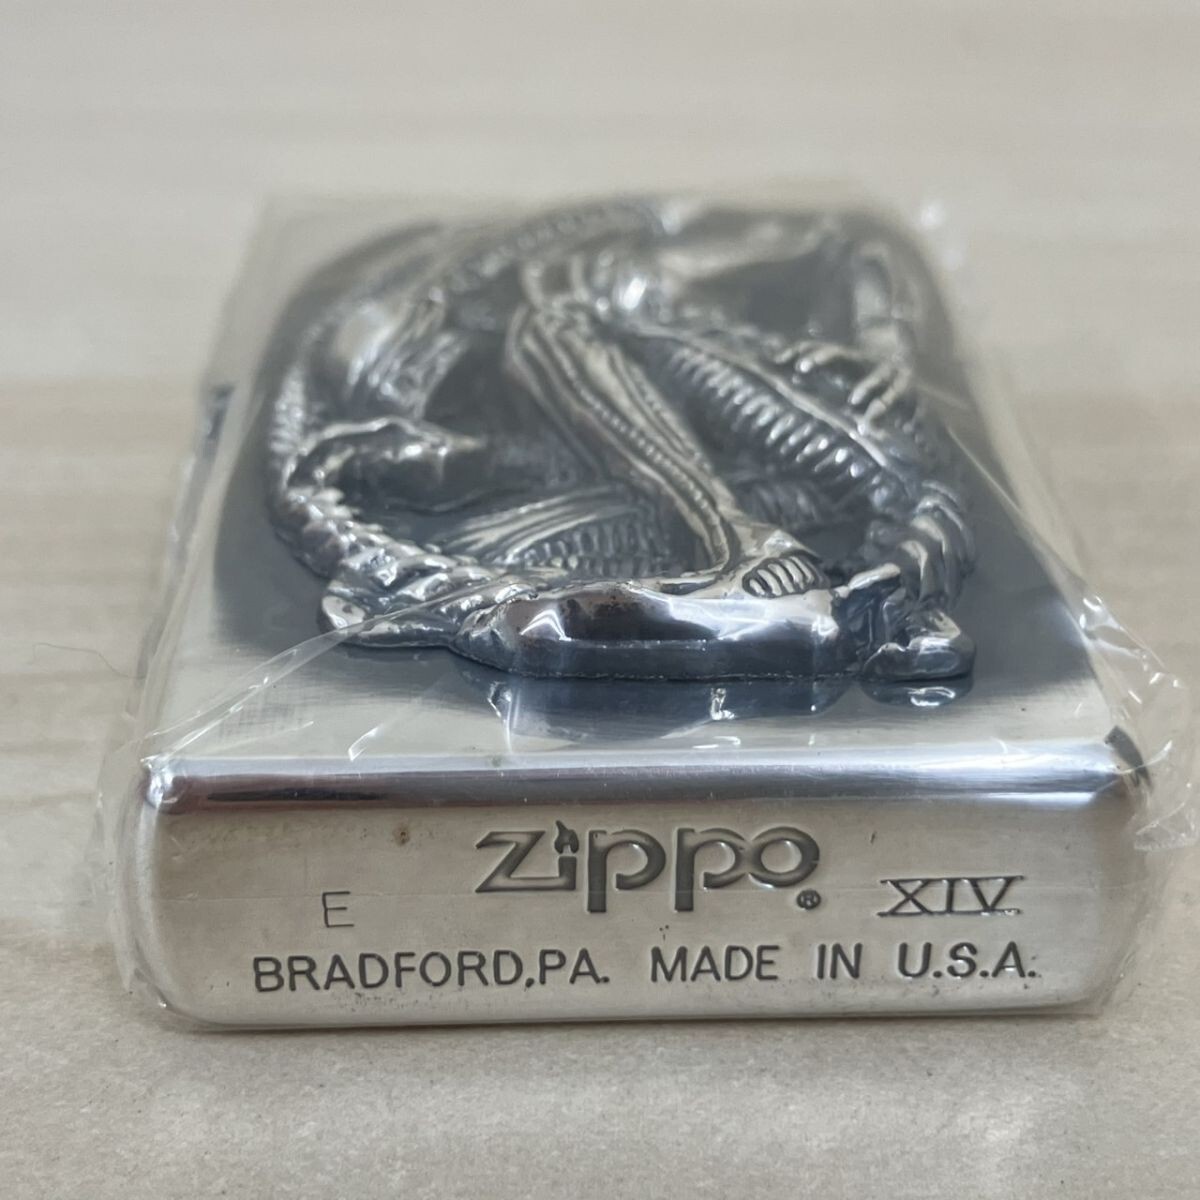 Zippo®
E XIV
BRADFORD,PA. MADE IN U.S.A.